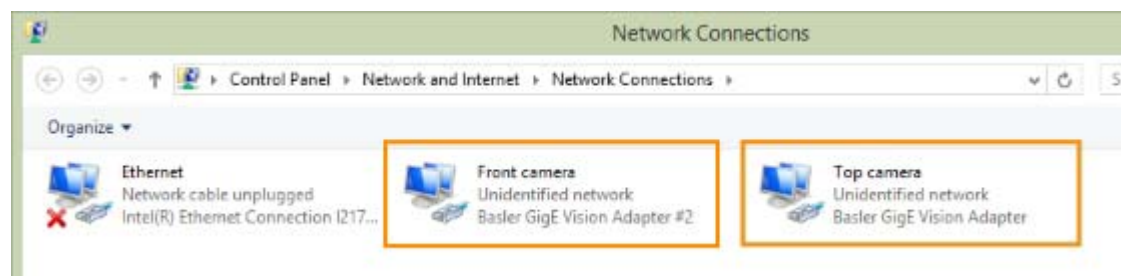 Network Connections
Control Panel Network and Internet Network Connections
S
Organize
Ethernet
Network cable unplugged
Intel(R) Ethernet Connection I217...
Front camera
Unidentified network
Basler GigE Vision Adapter #2
Top camera
Unidentified network
Basler GigE Vision Adapter